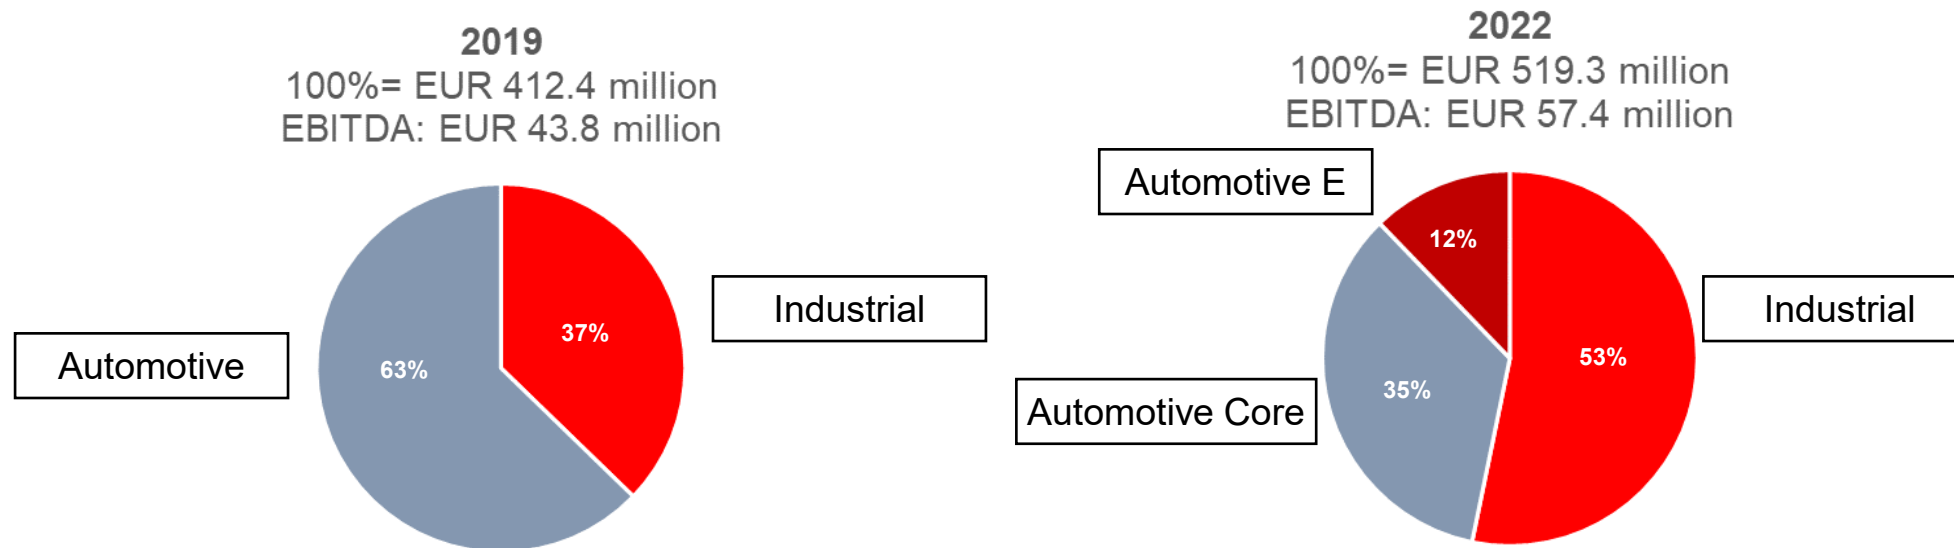 2019
100%= EUR 412.4 million
EBITDA: EUR 43.8 million
Automotive
63%
37%
Industrial
2022
100%= EUR 519.3 million
EBITDA: EUR 57.4 million
Automotive E
12%
Automotive Core
35%
53%
Industrial